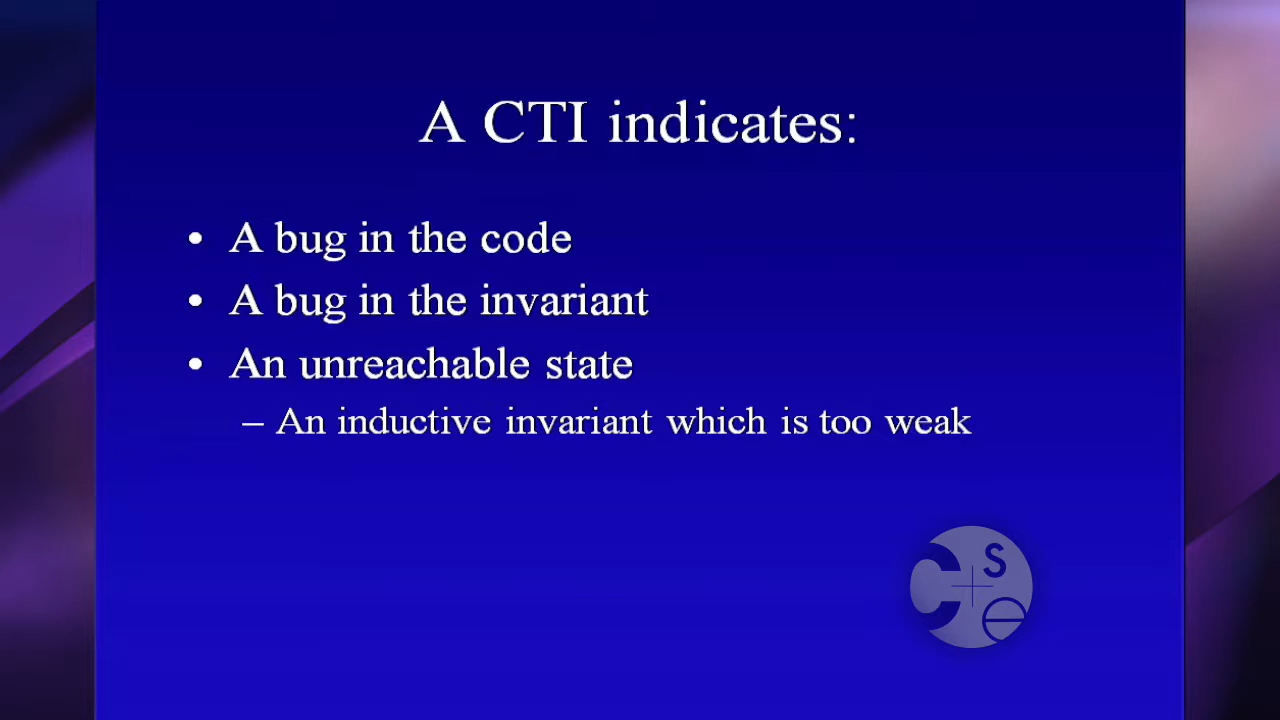 A CTI indicates:
• A bug in the code
• A bug in the invariant
• An unreachable state
– An inductive invariant which is too weak
C s e